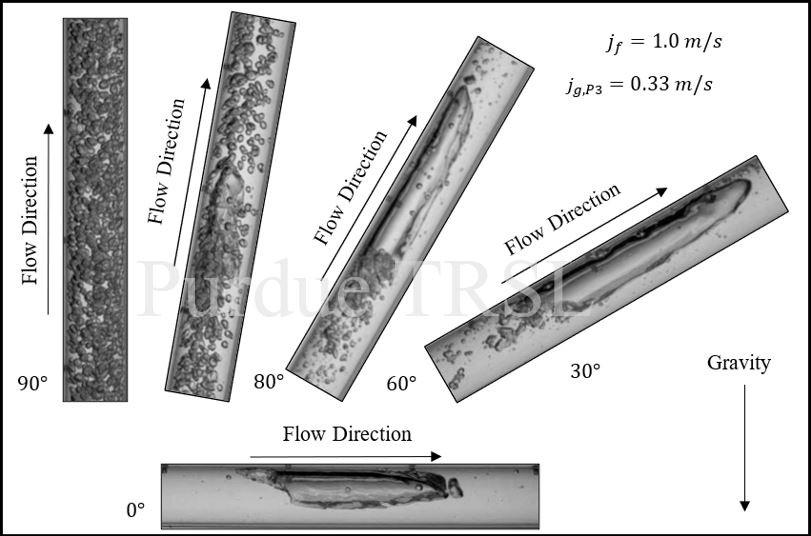 j_f = 1.0 m/s
j_g,P3 = 0.33 m/s
Flow Direction
Flow Direction
Flow Direction
Flow Direction
Purdue TRSL
90°
80°
60°
30°
Gravity
Flow Direction
0°